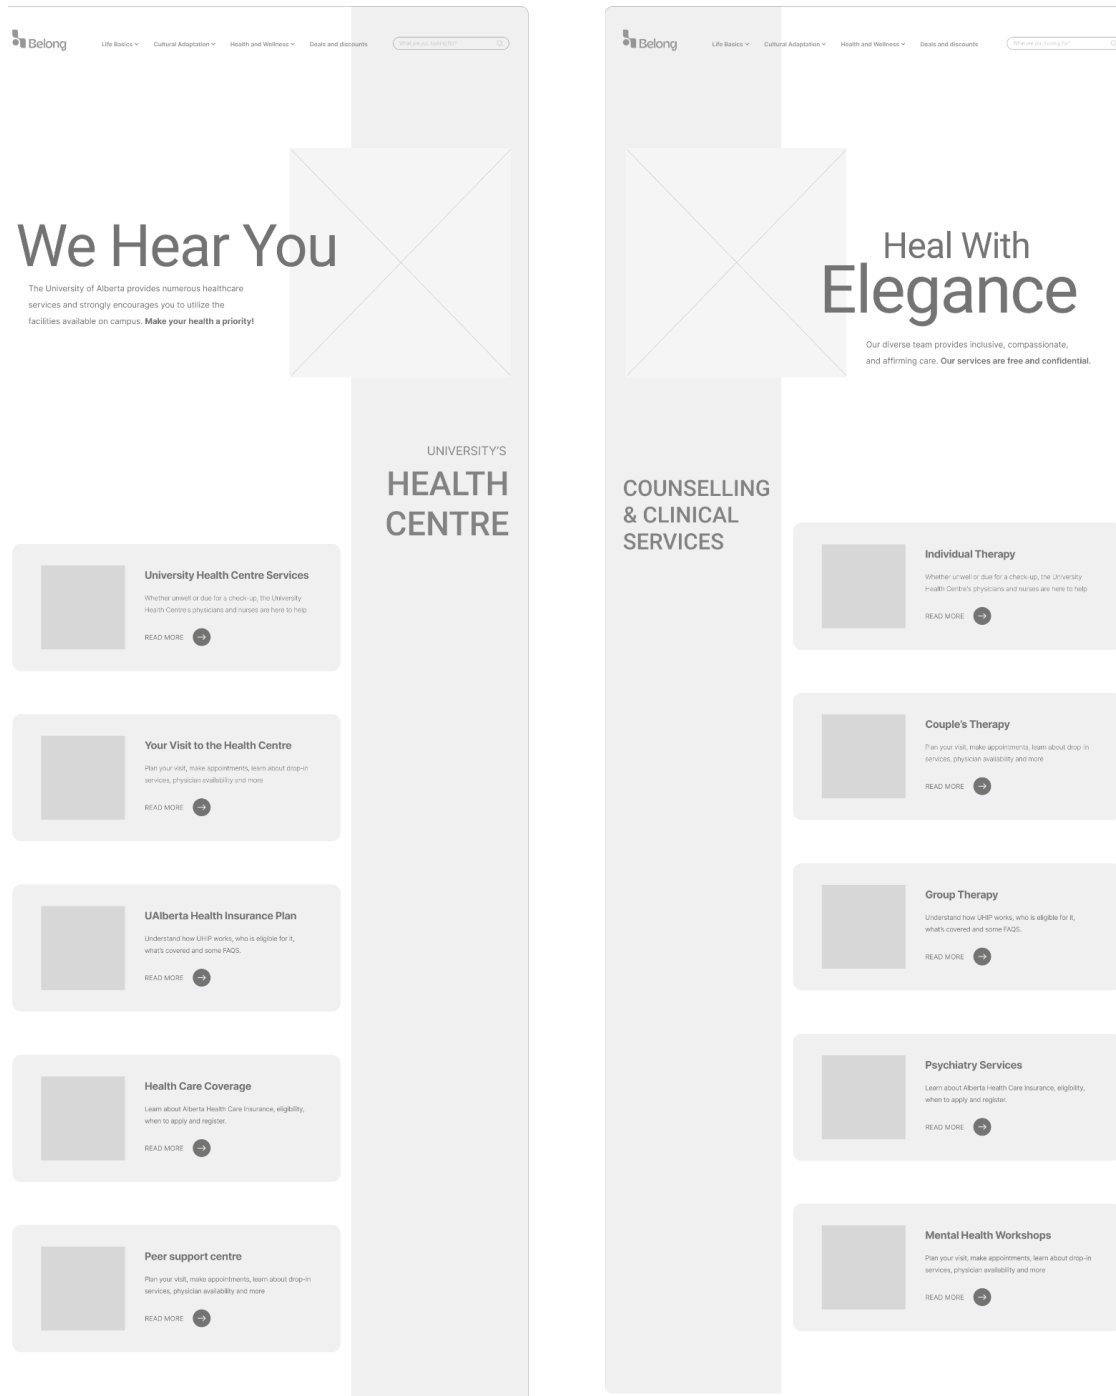 Belong
Life Basics Cultural Adaptation Health and Wellness Deals and discounts What are you looking for?
We Hear You
The University of Alberta provides numerous healthcare
services and strongly encourages you to utilize the
facilities available on campus. Make your health a priority!
UNIVERSITY'S
HEALTH
CENTRE
University Health Centre Services
Whether unwell or due for a check-up, the University
Health Centre's physicians and nurses are here to help
READ MORE
Your Visit to the Health Centre
Plan your visit, make appointments, learn about drop-in
services, physician availability and more
READ MORE
UAlberta Health Insurance Plan
Understand how UHIP works, who is eligible for it,
what's covered and some FAQS.
READ MORE
Health Care Coverage
Learn about Alberta Health Care Insurance, eligibility,
when to apply and register.
READ MORE
Peer support centre
Plan your visit, make appointments, learn about drop-in
services, physician availability and more
READ MORE
Belong
Life Basics Cultural Adaptation Health and Wellness Deals and discounts What are you looking for?
Heal With
Elegance
Our diverse team provides inclusive, compassionate,
and affirming care. Our services are free and confidential.
COUNSELLING
& CLINICAL
SERVICES
Individual Therapy
Whether unwell or due for a check-up, the University
Health Centre's physicians and nurses are here to help
READ MORE
Couple's Therapy
Plan your visit, make appointments, learn about drop-in
services, physician availability and more
READ MORE
Group Therapy
Understand how UHIP works, who is eligible for it,
what's covered and some FAQS.
READ MORE
Psychiatry Services
Learn about Alberta Health Care Insurance, eligibility,
when to apply and register.
READ MORE
Mental Health Workshops
Plan your visit, make appointments, learn about drop-in
services, physician availability and more
READ MORE